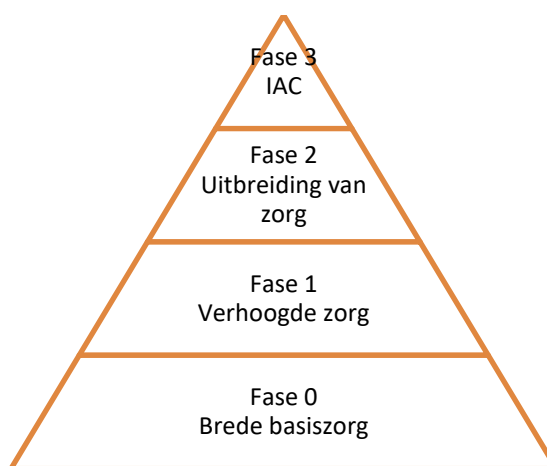 Fase 3
IAC
Fase 2
Uitbreiding van
zorg
Fase 1
Verhoogde zorg
Fase 0
Brede basiszorg